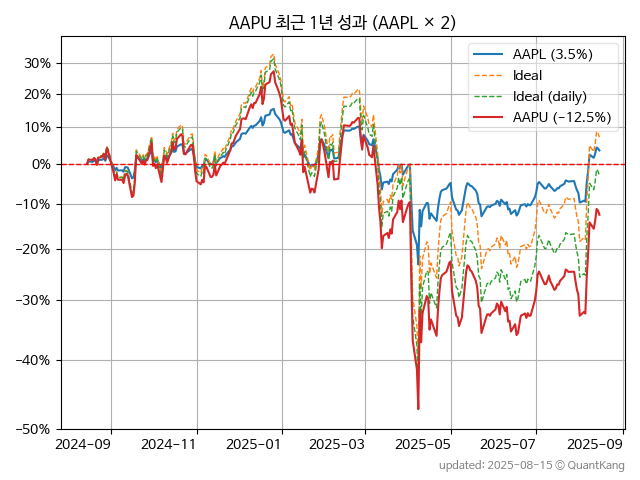 AAPU 최근 1년 성과 (AAPL × 2)
AAPL (3.5%)
Ideal
Ideal (daily)
AAPU (−12.5%)
30%
20%
10%
0%
−10%
−20%
−30%
−40%
−50%
2024-09 2024-11 2025-01 2025-03 2025-05 2025-07 2025-09
updated: 2025-08-15 © QuantKang